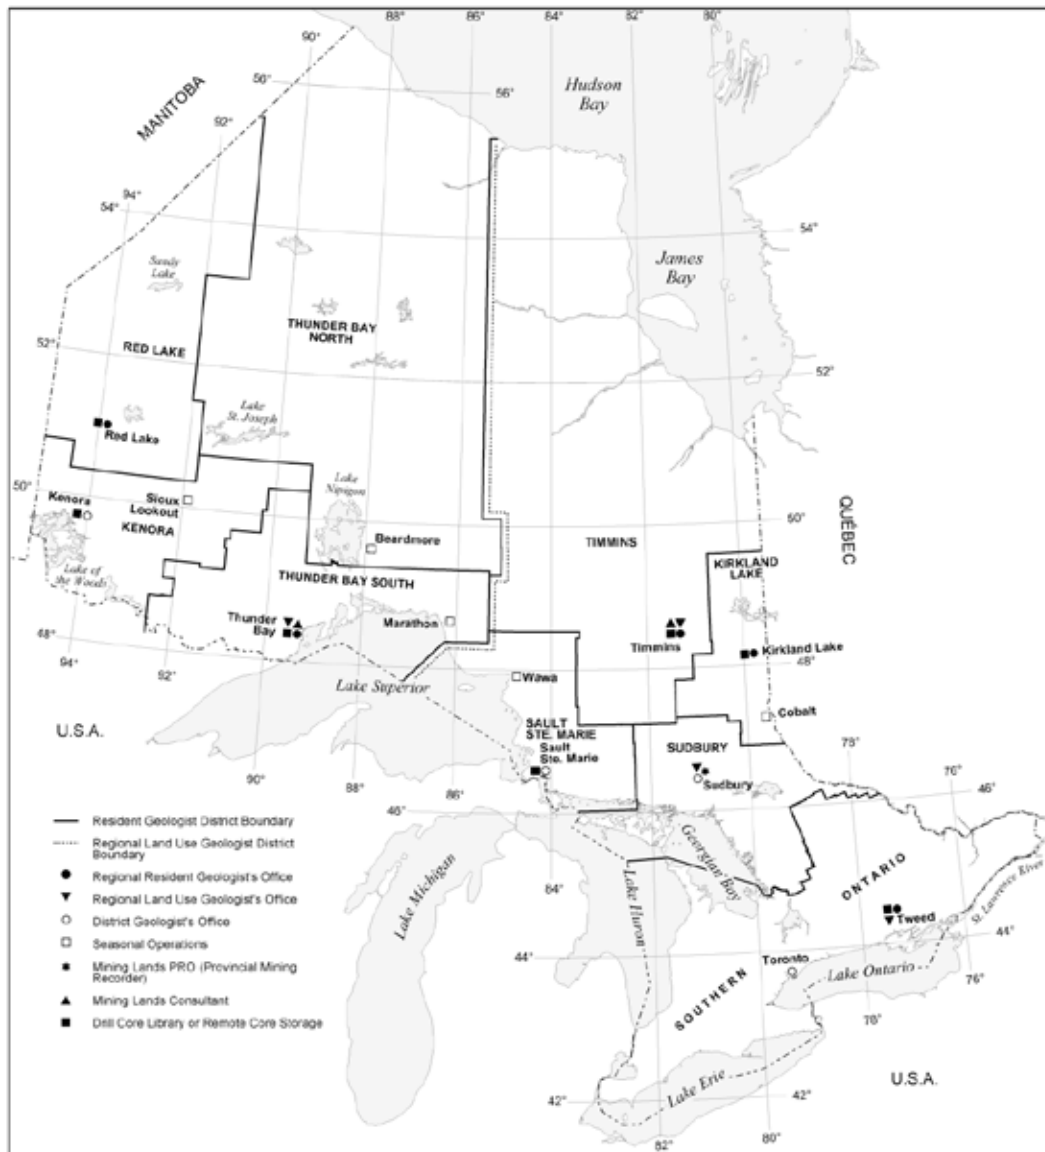 88°
86°
84°
82°
80°
90°
56°
Hudson
Bay
56°
MANITOBA
92°
94°
54°
54°
Sandy
Lake
James
Bay
THUNDER BAY
NORTH
52°
RED LAKE
52°
Lake
St. Joseph
Red Lake
Lake
Nipigon
50°
Sioux
Lookout
Kenora
KENORA
50°
QUÉBEC
Beardmore
TIMMINS
KIRKLAND
LAKE
Lake of
the Woods
THUNDER BAY SOUTH
Thunder
Bay
Marathon
Timmins
Kirkland Lake
48°
48°
94°
92°
Lake Superior
Wawa
Cobalt
U.S.A.
SAULT
STE. MARIE
Sault
Ste. Marie
SUDBURY
Sudbury
78°
76°
46°
90°
88°
86°
46°
Resident Geologist District Boundary
Regional Land Use Geologist District
Boundary
Regional Resident Geologist's Office
Regional Land Use Geologist's Office
District Geologist's Office
Seasonal Operations
Mining Lands PRO (Provincial Mining
Recorder)
Mining Lands Consultant
Drill Core Library or Remote Core Storage
Lake Michigan
84°
Lake Huron
Georgian Bay
ONTARIO
St. Lawrence River
Tweed
44°
44°
Toronto
Lake Ontario
76°
SOUTHERN
78°
Lake Erie
U.S.A.
42°
42°
82°
80°